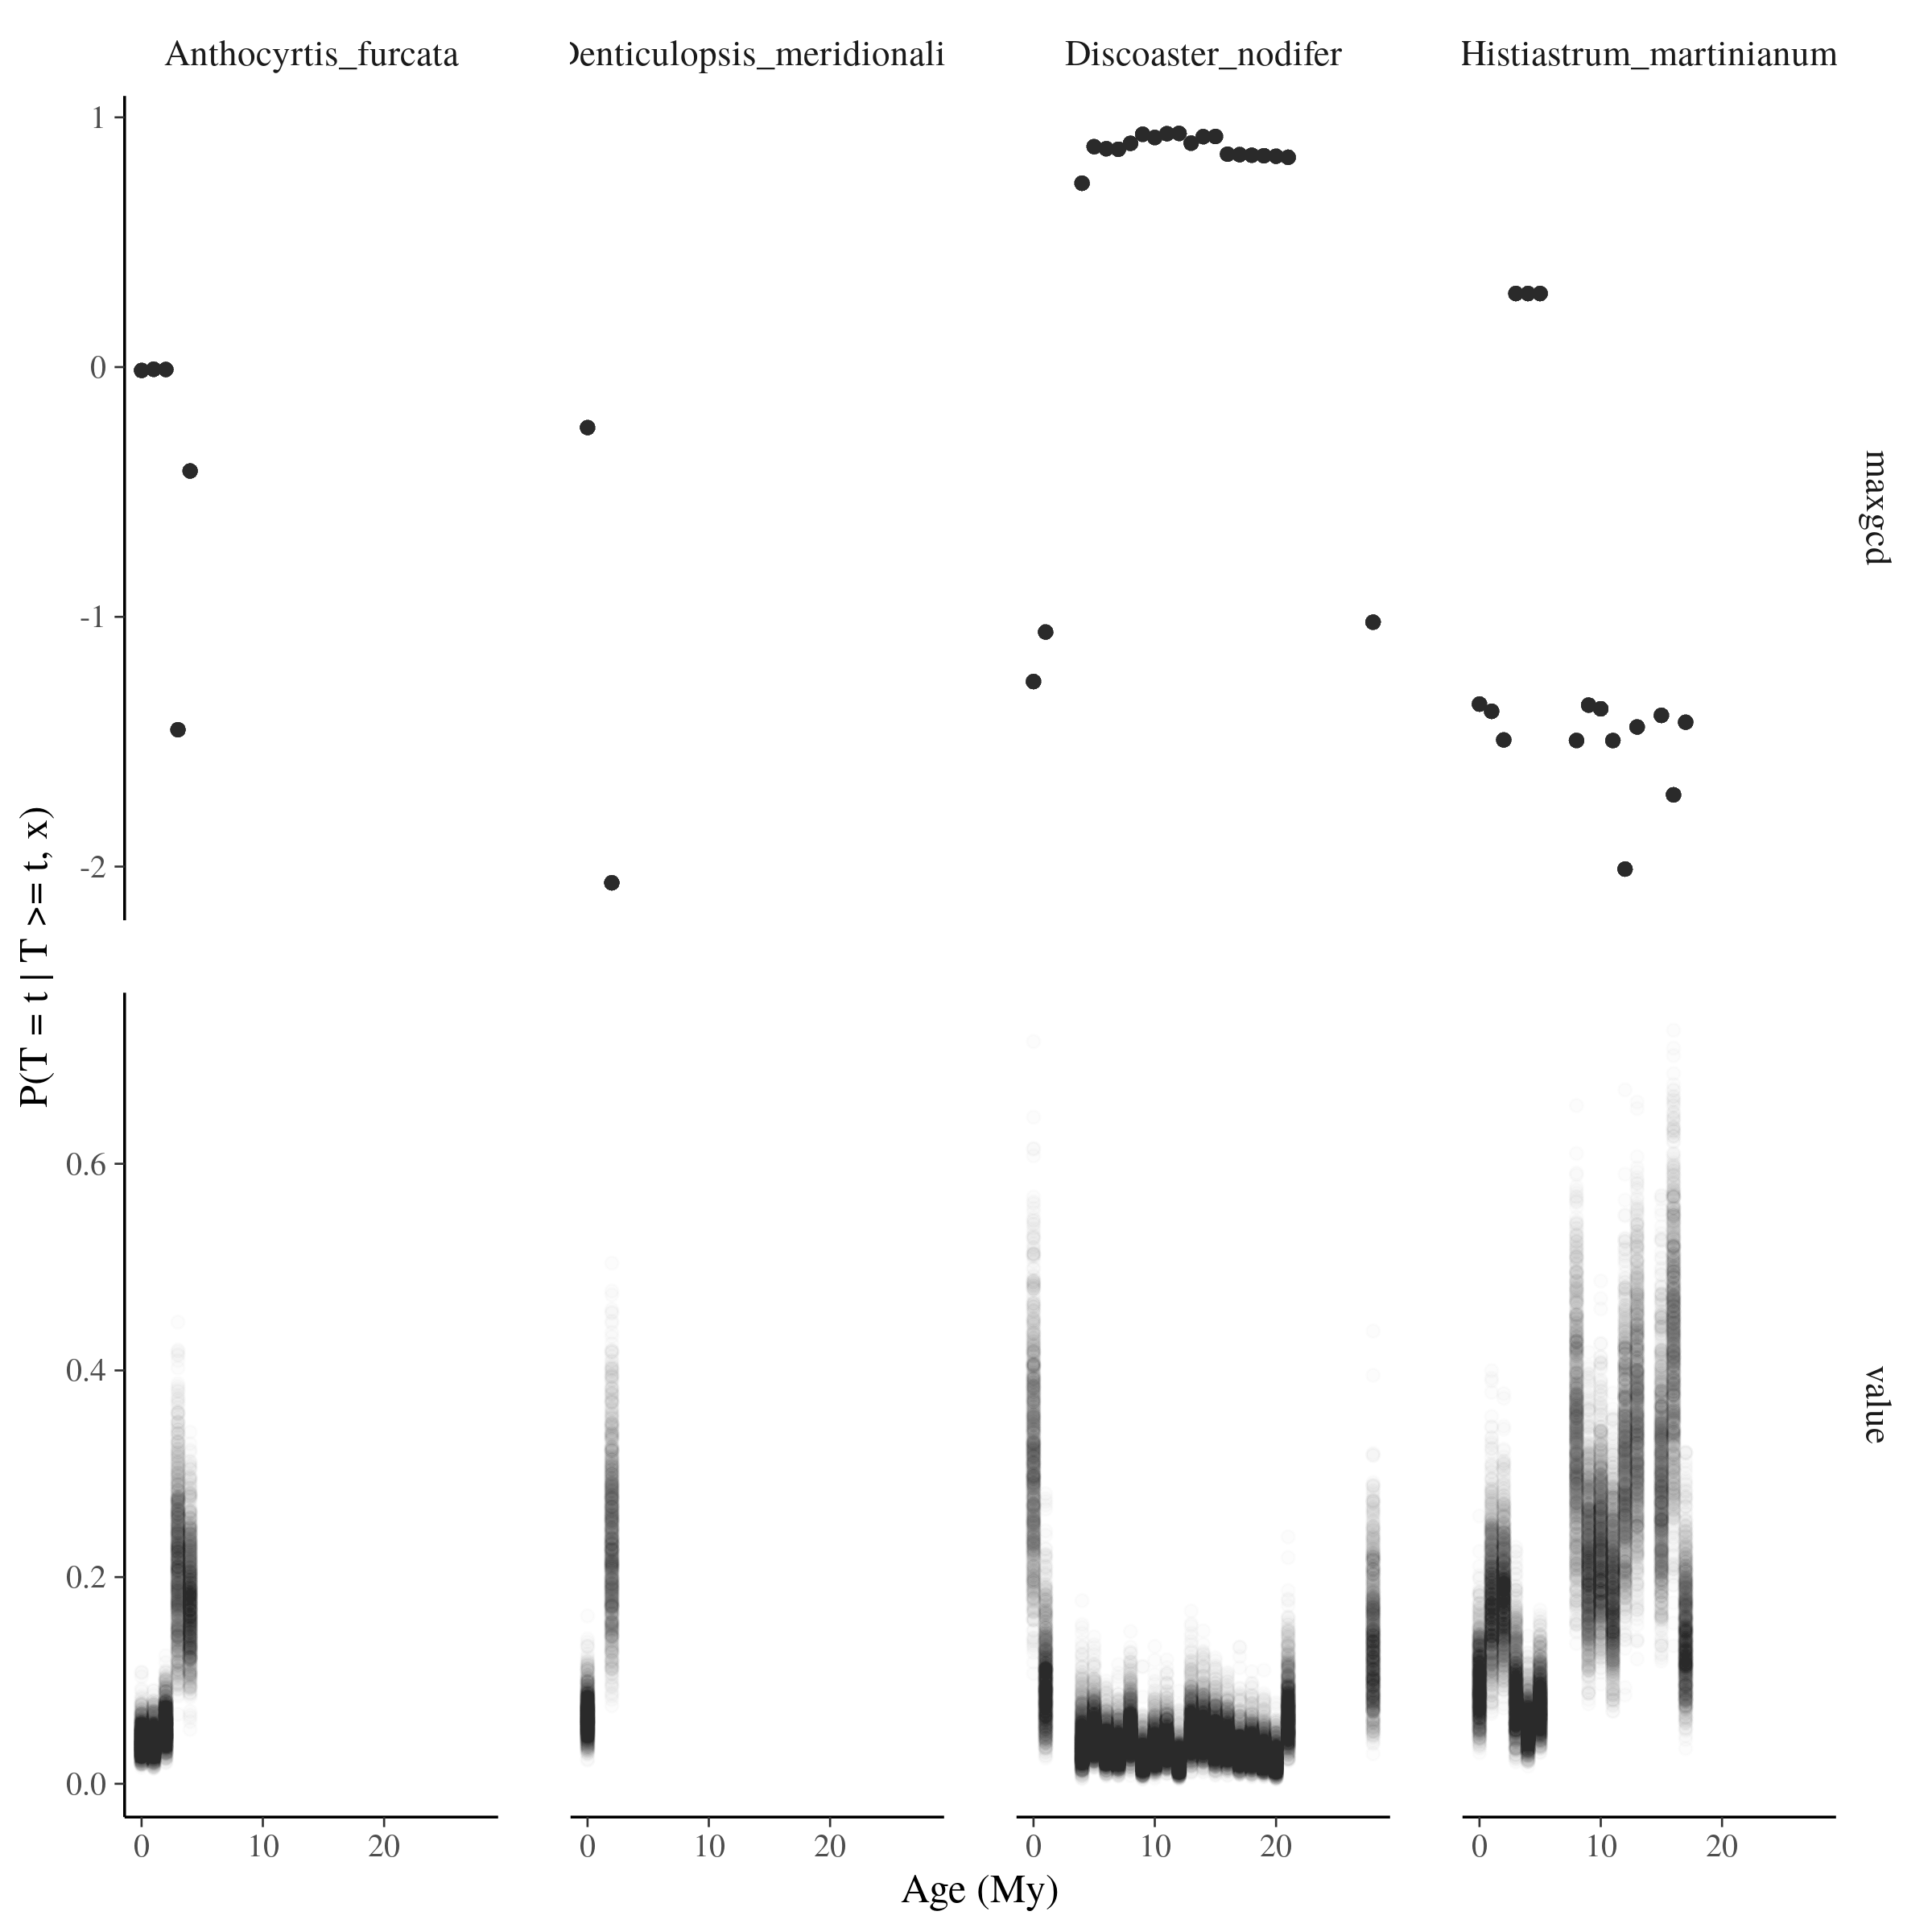 Anthocyrtis_furcata
enticulopsis_meridionali
Discoaster_nodifer
Histiastrum_martinianum
1
0
-1
-2
maxgcd
P(T = t | T >= t, x)
0.6
0.4
0.2
0.0
value
0 10 20 0 10 20 0 10 20 0 10 20
Age (My)